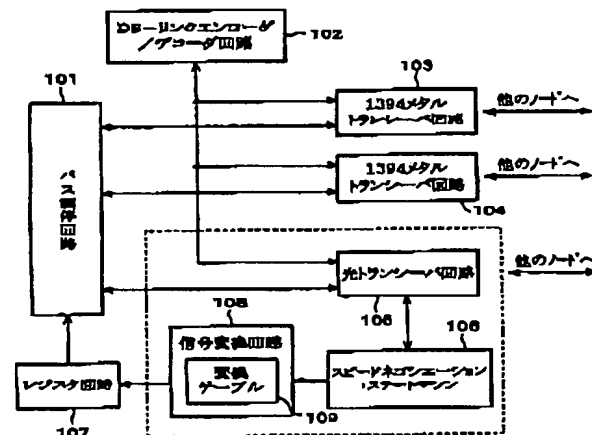 DS-リンクエンコーダ
/デコーダ回路
102
101
バス調停回路
103
1394メタル
トランシーバ回路
他のノードへ
1394メタル
トランシーバ回路
104
他のノードへ
光トランシーバ回路
105
他のノードへ
108
信号変換回路
変換
テーブル
109
106
スピードネゴシエーション
・ステートマシン
レジスタ回路
107